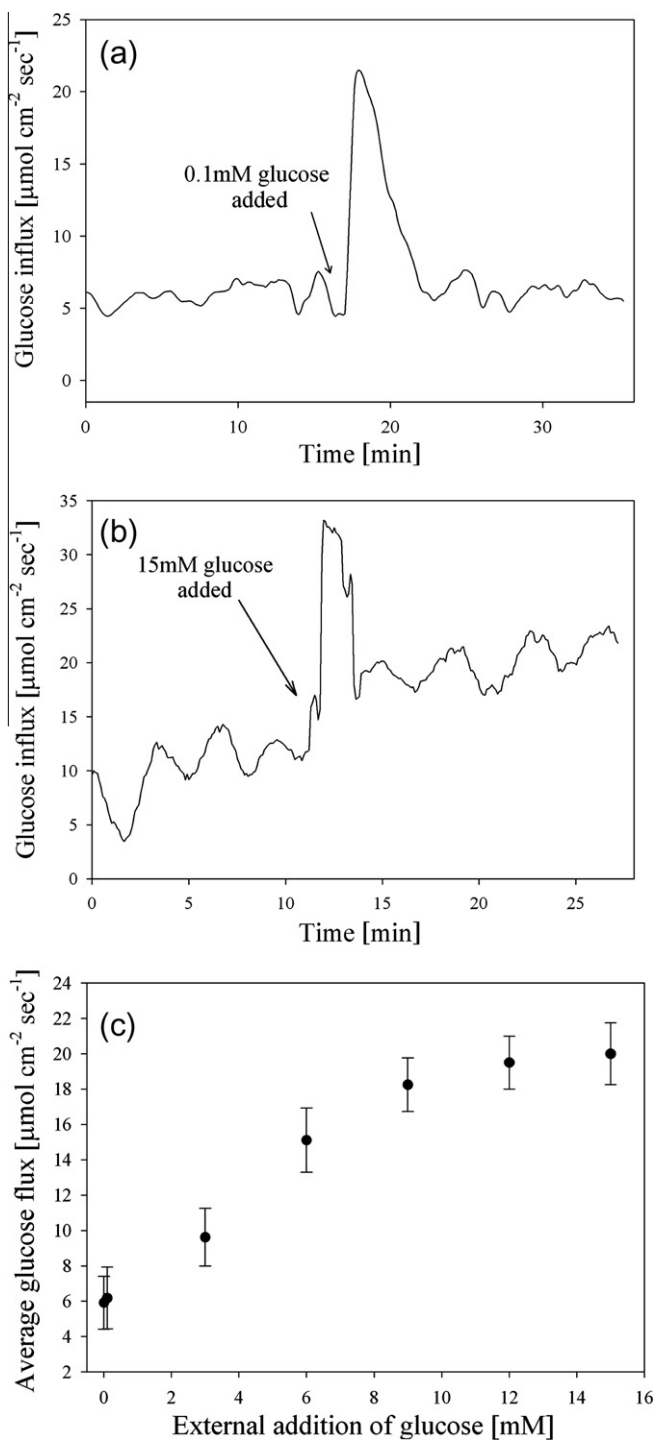 (a)
Glucose influx [µmol cm⁻² sec⁻¹]
25
20
15
10
5
0
0.1mM glucose
added
0 10 20 30
Time [min]
(b)
Glucose influx [µmol cm⁻² sec⁻¹]
35
30
25
20
15
10
5
0
15mM glucose
added
0 5 10 15 20 25
Time [min]
(c)
Average glucose flux [µmol cm⁻² sec⁻¹]
24
22
20
18
16
14
12
10
8
6
4
2
0 2 4 6 8 10 12 14 16
External addition of glucose [mM]